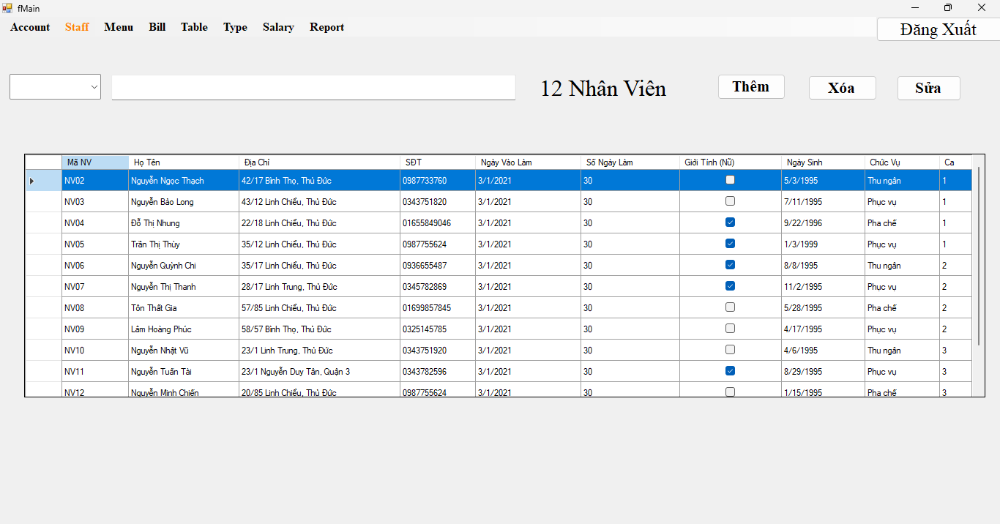 fMain
Account Staff Menu Bill Table Type Salary Report Đăng Xuất
12 Nhân Viên Thêm Xóa Sửa
Mã NV Họ Tên Địa Chỉ SĐT Ngày Vào Làm Số Ngày Làm Giới Tính (Nữ) Ngày Sinh Chức Vụ Ca
NV02 Nguyễn Ngọc Thạch 42/17 Bình Thọ, Thủ Đức 0987733760 3/1/2021 30 5/3/1995 Thu ngân 1
NV03 Nguyễn Bảo Long 43/12 Linh Chiểu, Thủ Đức 0343751820 3/1/2021 30 7/11/1995 Phục vụ 1
NV04 Đỗ Thị Nhung 22/18 Linh Chiểu, Thủ Đức 01655849046 3/1/2021 30 9/22/1996 Pha chế 1
NV05 Trần Thị Thùy 35/12 Linh Chiểu, Thủ Đức 0987755624 3/1/2021 30 1/3/1999 Phục vụ 1
NV06 Nguyễn Quỳnh Chi 35/17 Linh Chiểu, Thủ Đức 0936655487 3/1/2021 30 8/8/1995 Thu ngân 2
NV07 Nguyễn Thị Thanh 28/17 Linh Trung, Thủ Đức 0345782869 3/1/2021 30 11/2/1995 Phục vụ 2
NV08 Tôn Thất Gia 57/85 Linh Chiểu, Thủ Đức 01699857845 3/1/2021 30 5/28/1995 Pha chế 2
NV09 Lâm Hoàng Phúc 58/57 Bình Thọ, Thủ Đức 0325145785 3/1/2021 30 4/17/1995 Phục vụ 2
NV10 Nguyễn Nhật Vũ 23/1 Linh Trung, Thủ Đức 0343751920 3/1/2021 30 4/6/1995 Thu ngân 3
NV11 Nguyễn Tuấn Tài 23/1 Nguyễn Duy Tân, Quận 3 0343782596 3/1/2021 30 8/29/1995 Phục vụ 3
NV12 Nguyễn Minh Chiến 20/85 Linh Chiểu, Thủ Đức 0987755624 3/1/2021 30 1/15/1995 Pha chế 3